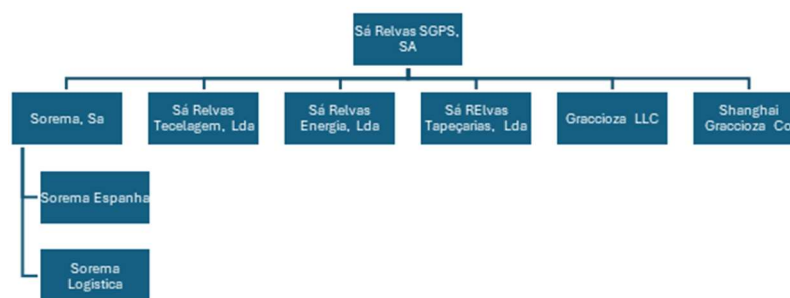 Sá Relvas SGPS,
SA
Sorema, Sa
Sá Relvas
Tecelagem, Lda
Sá Relvas
Energia, Lda
Sá RElvas
Tapeçarias, Lda
Graccioza LLC
Shanghai
Graccioza Co
Sorema Espanha
Sorema
Logistica